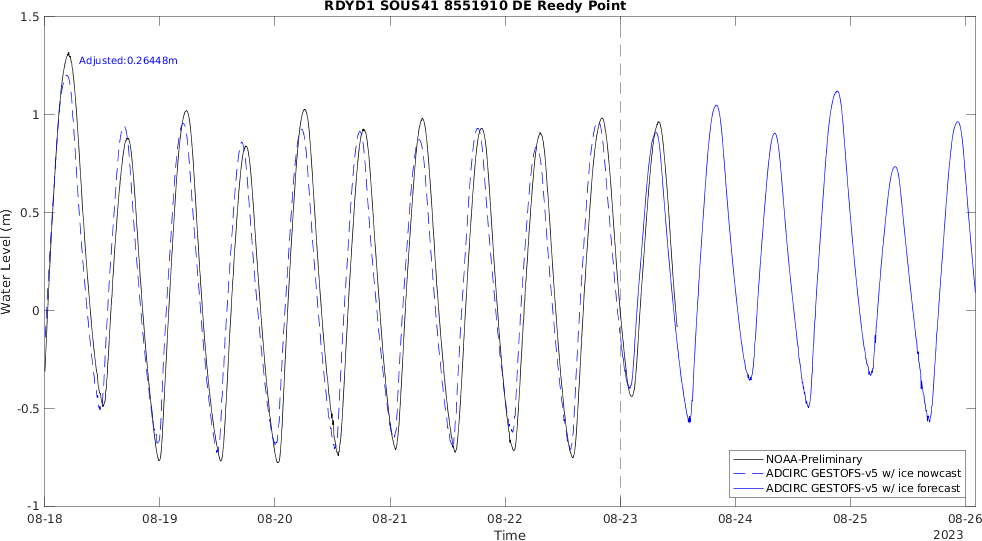 RDYD1 SOUS41 8551910 DE Reedy Point
Adjusted:0.26448m
1.5
1
0.5
0
-0.5
-1
Water Level (m)
NOAA-Preliminary
ADCIRC GESTOFS-v5 w/ ice nowcast
ADCIRC GESTOFS-v5 w/ ice forecast
08-18 08-19 08-20 08-21 08-22 08-23 08-24 08-25 08-26
Time
2023